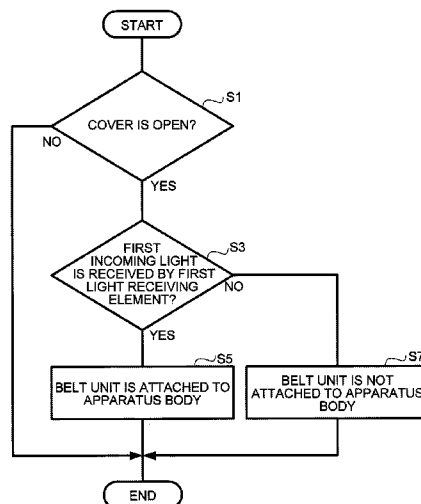 START
S1
COVER IS OPEN?
NO
YES
S3
FIRST
INCOMING LIGHT
IS RECEIVED BY FIRST
LIGHT RECEIVING
ELEMENT?
NO
YES
S5
S7
BELT UNIT IS ATTACHED TO
APPARATUS BODY
BELT UNIT IS NOT
ATTACHED TO APPARATUS
BODY
END